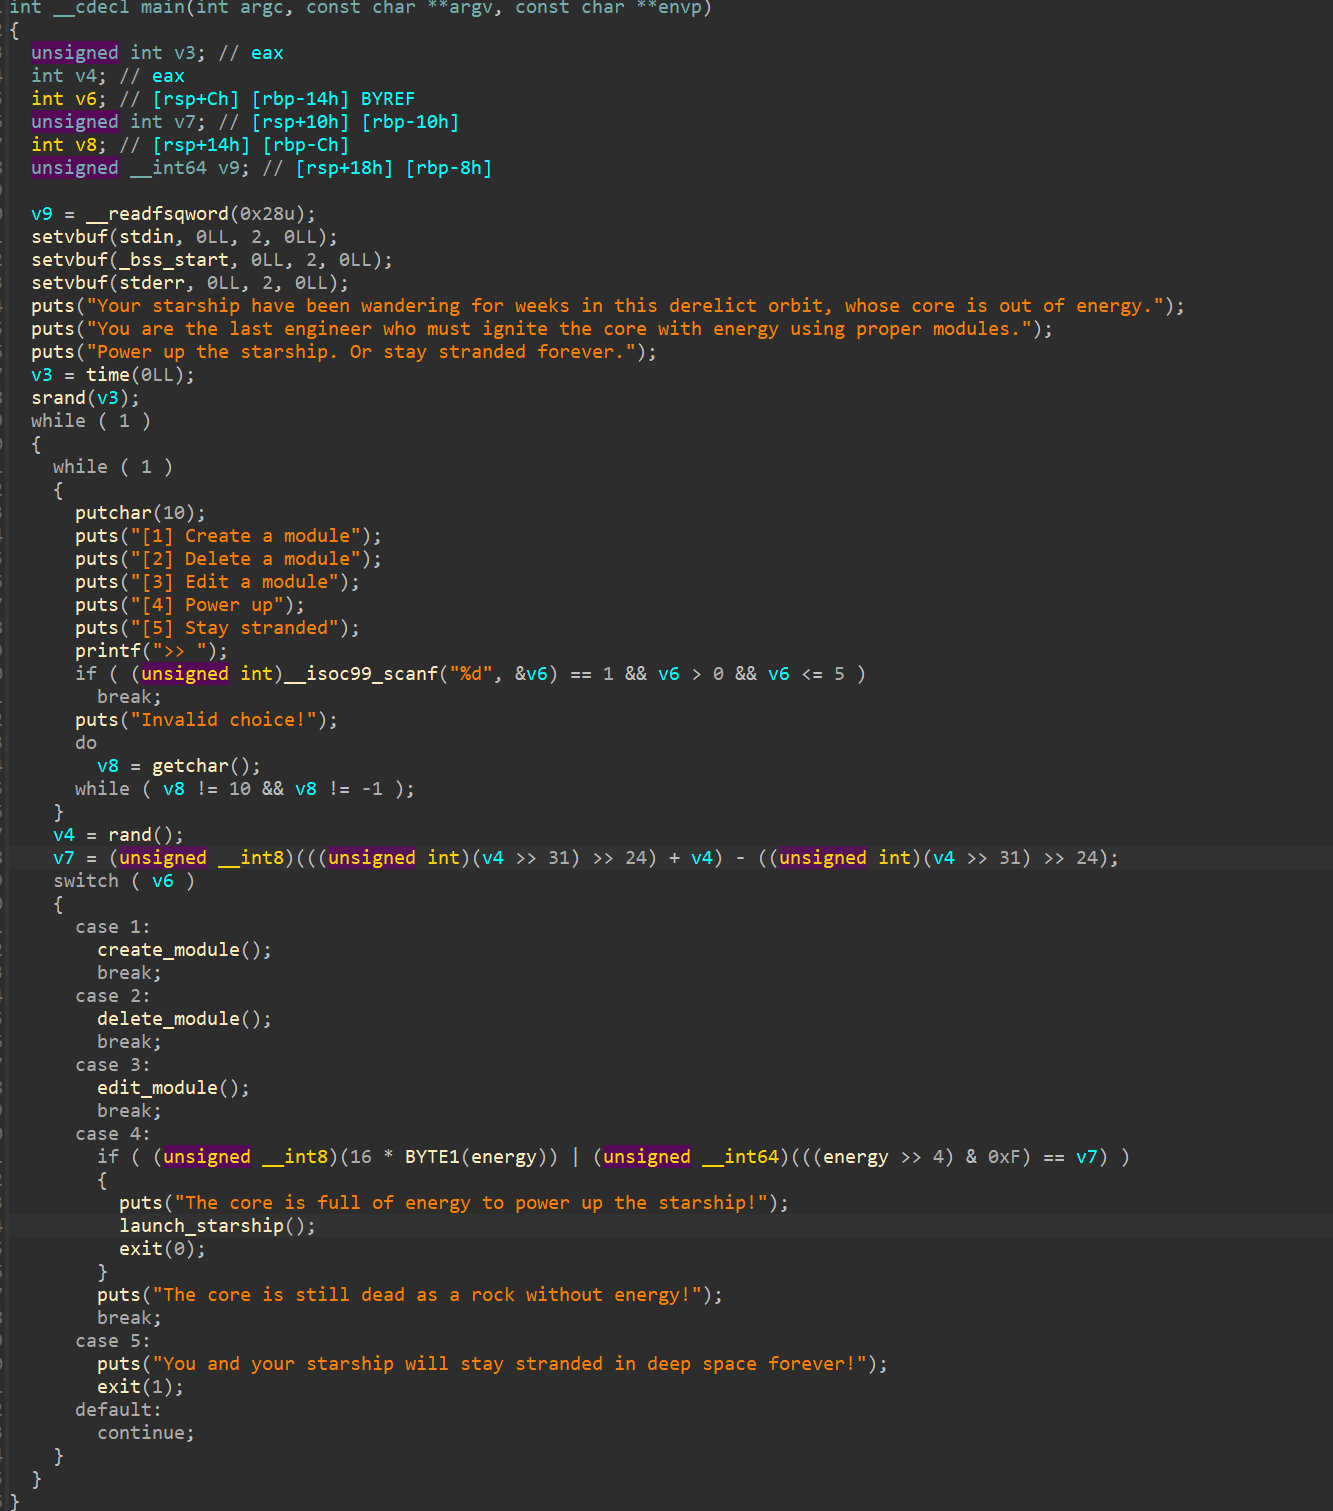 int __cdecl main(int argc, const char **argv, const char **envp)
{
  unsigned int v3; // eax
  int v4; // eax
  int v6; // [rsp+Ch] [rbp-14h] BYREF
  unsigned int v7; // [rsp+10h] [rbp-10h]
  int v8; // [rsp+14h] [rbp-Ch]
  unsigned __int64 v9; // [rsp+18h] [rbp-8h]

  v9 = __readfsqword(0x28u);
  setvbuf(stdin, 0LL, 2, 0LL);
  setvbuf(_bss_start, 0LL, 2, 0LL);
  setvbuf(stderr, 0LL, 2, 0LL);
  puts("Your starship have been wandering for weeks in this derelict orbit, whose core is out of energy.");
  puts("You are the last engineer who must ignite the core with energy using proper modules.");
  puts("Power up the starship. Or stay stranded forever.");
  v3 = time(0LL);
  srand(v3);
  while ( 1 )
  {
    while ( 1 )
    {
      putchar(10);
      puts("[1] Create a module");
      puts("[2] Delete a module");
      puts("[3] Edit a module");
      puts("[4] Power up");
      puts("[5] Stay stranded");
      printf(">> ");
      if ( (unsigned int)__isoc99_scanf("%d", &v6) == 1 && v6 > 0 && v6 <= 5 )
        break;
      puts("Invalid choice!");
      do
        v8 = getchar();
      while ( v8 != 10 && v8 != -1 );
    }
    v4 = rand();
    v7 = (unsigned __int8)(((unsigned int)(v4 >> 31) >> 24) + v4) - ((unsigned int)(v4 >> 31) >> 24);
    switch ( v6 )
    {
      case 1:
        create_module();
        break;
      case 2:
        delete_module();
        break;
      case 3:
        edit_module();
        break;
      case 4:
        if ( (unsigned __int8)(16 * BYTE1(energy)) | (unsigned __int64)(((energy >> 4) & 0xF) == v7) )
        {
          puts("The core is full of energy to power up the starship!");
          launch_starship();
          exit(0);
        }
        puts("The core is still dead as a rock without energy!");
        break;
      case 5:
        puts("You and your starship will stay stranded in deep space forever!");
        exit(1);
      default:
        continue;
    }
  }
}